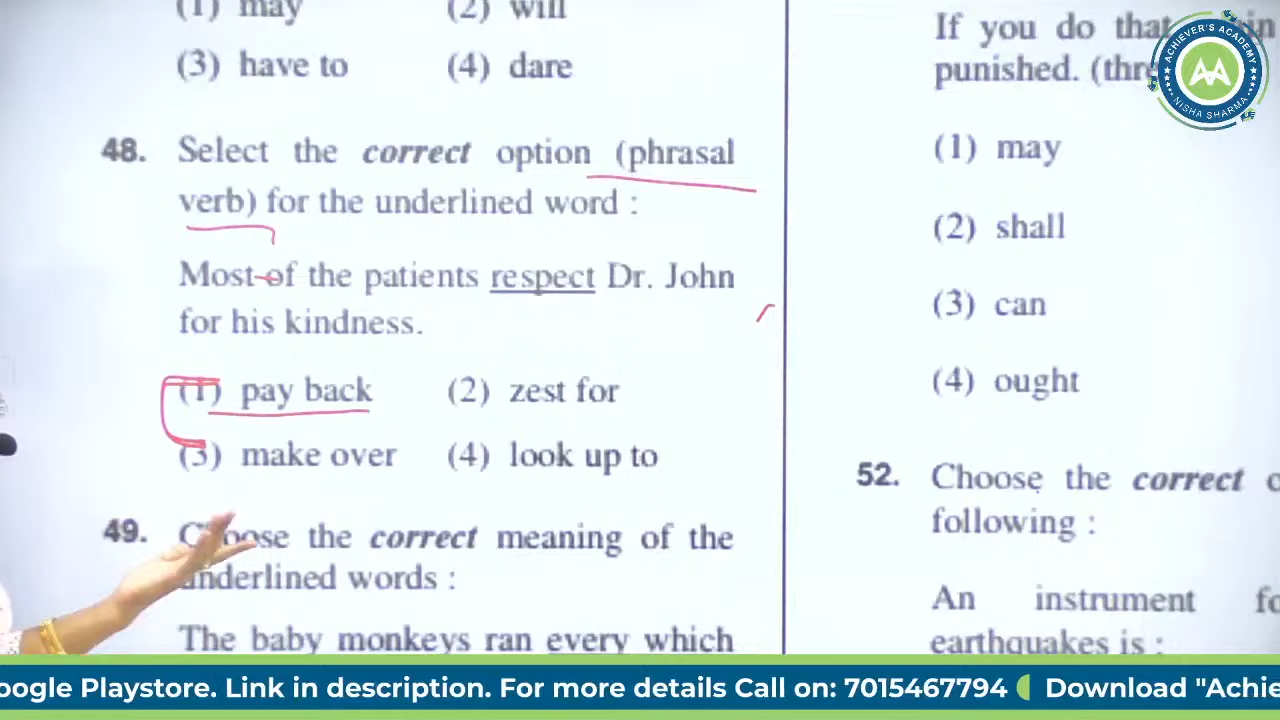 (1) may (2) will
(3) have to (4) dare
48. Select the correct option (phrasal
verb) for the underlined word :
Most of the patients respect Dr. John
for his kindness.
(1) pay back (2) zest for
(3) make over (4) look up to
49. Choose the correct meaning of the
underlined words :
The baby monkeys ran every which
If you do that
punished.
(1) may
(2) shall
(3) can
(4) ought
52. Choose the correct
following :
An instrument
earthquakes is :
ACHIEVER'S ACADEMY
NISHA SHARMA
oogle Playstore. Link in description. For more details Call on: 7015467794 Download "Achie